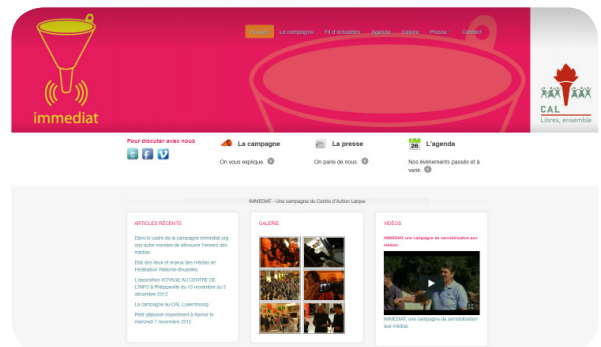 Accueil La campagne Fil d'actualités Agenda Galerie Presse Contact
immediat
CAL
Libres, ensemble
Pour discuter avec nous
La campagne
On vous explique.
La presse
On parle de nous.
26
L'agenda
Nos évènements passés et à
venir.
IMMEDIAT - Une campagne du Centre d'Action Laïque
ARTICLES RÉCENTS
Dans le cadre de la campagne Immediat.org
une autre manière de découvrir l'envers des
médias
Etat des lieux et enjeux des médias en
Fédération Wallonie-Bruxelles
L'exposition VOYAGE AU CENTRE DE
L'INFO à Philippeville du 10 novembre au 3
décembre 2012
La campagne au CAL Luxembourg
Petit déjeuner impertinent à Namur le
mercredi 7 novembre 2012
GALERIE
VIDÉOS
IMMEDIAT, une campagne de sensibilisation aux
médias
IMMEDIAT, une campagne de sensibilisation
aux médias